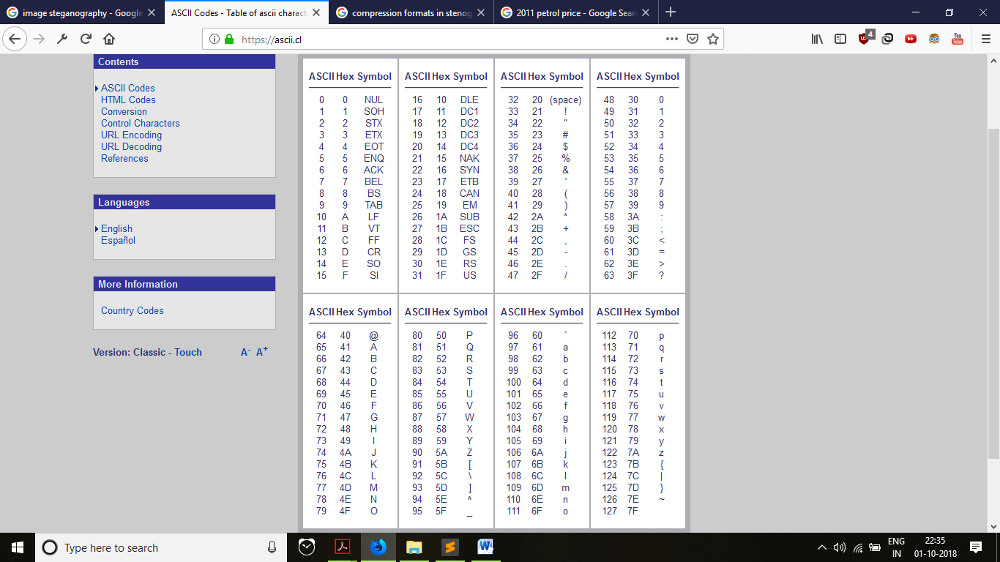 image steganography - Google
ASCII Codes - Table of ascii charact
compression formats in stenog
2011 petrol price - Google Sear
https://ascii.cl
4
Contents
ASCII Codes
HTML Codes
Conversion
Control Characters
URL Encoding
URL Decoding
References
Languages
English
Español
More Information
Country Codes
Version: Classic - Touch A- A+
ASCII Hex Symbol ASCII Hex Symbol ASCII Hex Symbol ASCII Hex Symbol
0 0 NUL 16 10 DLE 32 20 (space) 48 30 0
1 1 SOH 17 11 DC1 33 21 ! 49 31 1
2 2 STX 18 12 DC2 34 22 " 50 32 2
3 3 ETX 19 13 DC3 35 23 # 51 33 3
4 4 EOT 20 14 DC4 36 24 $ 52 34 4
5 5 ENQ 21 15 NAK 37 25 % 53 35 5
6 6 ACK 22 16 SYN 38 26 & 54 36 6
7 7 BEL 23 17 ETB 39 27 ' 55 37 7
8 8 BS 24 18 CAN 40 28 ( 56 38 8
9 9 TAB 25 19 EM 41 29 ) 57 39 9
10 A LF 26 1A SUB 42 2A * 58 3A :
11 B VT 27 1B ESC 43 2B + 59 3B ;
12 C FF 28 1C FS 44 2C , 60 3C <
13 D CR 29 1D GS 45 2D - 61 3D =
14 E SO 30 1E RS 46 2E . 62 3E >
15 F SI 31 1F US 47 2F / 63 3F ?
ASCII Hex Symbol ASCII Hex Symbol ASCII Hex Symbol ASCII Hex Symbol
64 40 @ 80 50 P 96 60 ` 112 70 p
65 41 A 81 51 Q 97 61 a 113 71 q
66 42 B 82 52 R 98 62 b 114 72 r
67 43 C 83 53 S 99 63 c 115 73 s
68 44 D 84 54 T 100 64 d 116 74 t
69 45 E 85 55 U 101 65 e 117 75 u
70 46 F 86 56 V 102 66 f 118 76 v
71 47 G 87 57 W 103 67 g 119 77 w
72 48 H 88 58 X 104 68 h 120 78 x
73 49 I 89 59 Y 105 69 i 121 79 y
74 4A J 90 5A Z 106 6A j 122 7A z
75 4B K 91 5B [ 107 6B k 123 7B {
76 4C L 92 5C \ 108 6C l 124 7C |
77 4D M 93 5D ] 109 6D m 125 7D }
78 4E N 94 5E ^ 110 6E n 126 7E ~
79 4F O 95 5F _ 111 6F o 127 7F
Type here to search
ENG
IN
22:35
01-10-2018